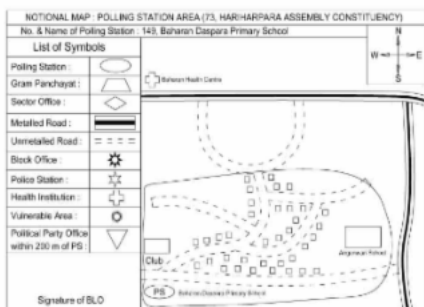 NOTIONAL MAP : POLLING STATION AREA (73, HARIHARPARA ASSEMBLY CONSTITUENCY)
No. & Name of Polling Station : 149, Baharan Daspara Primary School
List of Symbols
Polling Station :
Gram Panchayat :
Sector Office :
Metalled Road :
Unmetalled Road :
Block Office :
Police Station :
Health Institution :
Vulnerable Area :
Political Party Office
within 200 m of PS :
Signature of BLO
N
W
E
S
Baharan Health Centre
Club
School
PS
Baharan Daspara Primary School